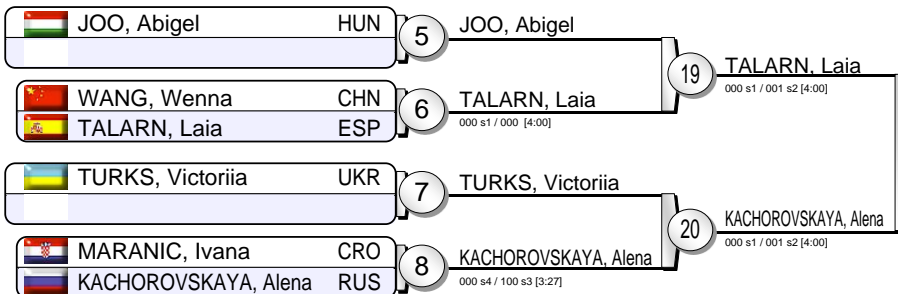 JOO, Abigel HUN
5
JOO, Abigel
19
TALARN, Laia
000 s1 / 001 s2 [4:00]
WANG, Wenna CHN
TALARN, Laia ESP
6
TALARN, Laia
000 s1 / 000 [4:00]
TURKS, Victoriia UKR
7
TURKS, Victoriia
20
KACHOROVSKAYA, Alena
000 s1 / 001 s2 [4:00]
MARANIC, Ivana CRO
KACHOROVSKAYA, Alena RUS
8
KACHOROVSKAYA, Alena
000 s4 / 100 s3 [3:27]